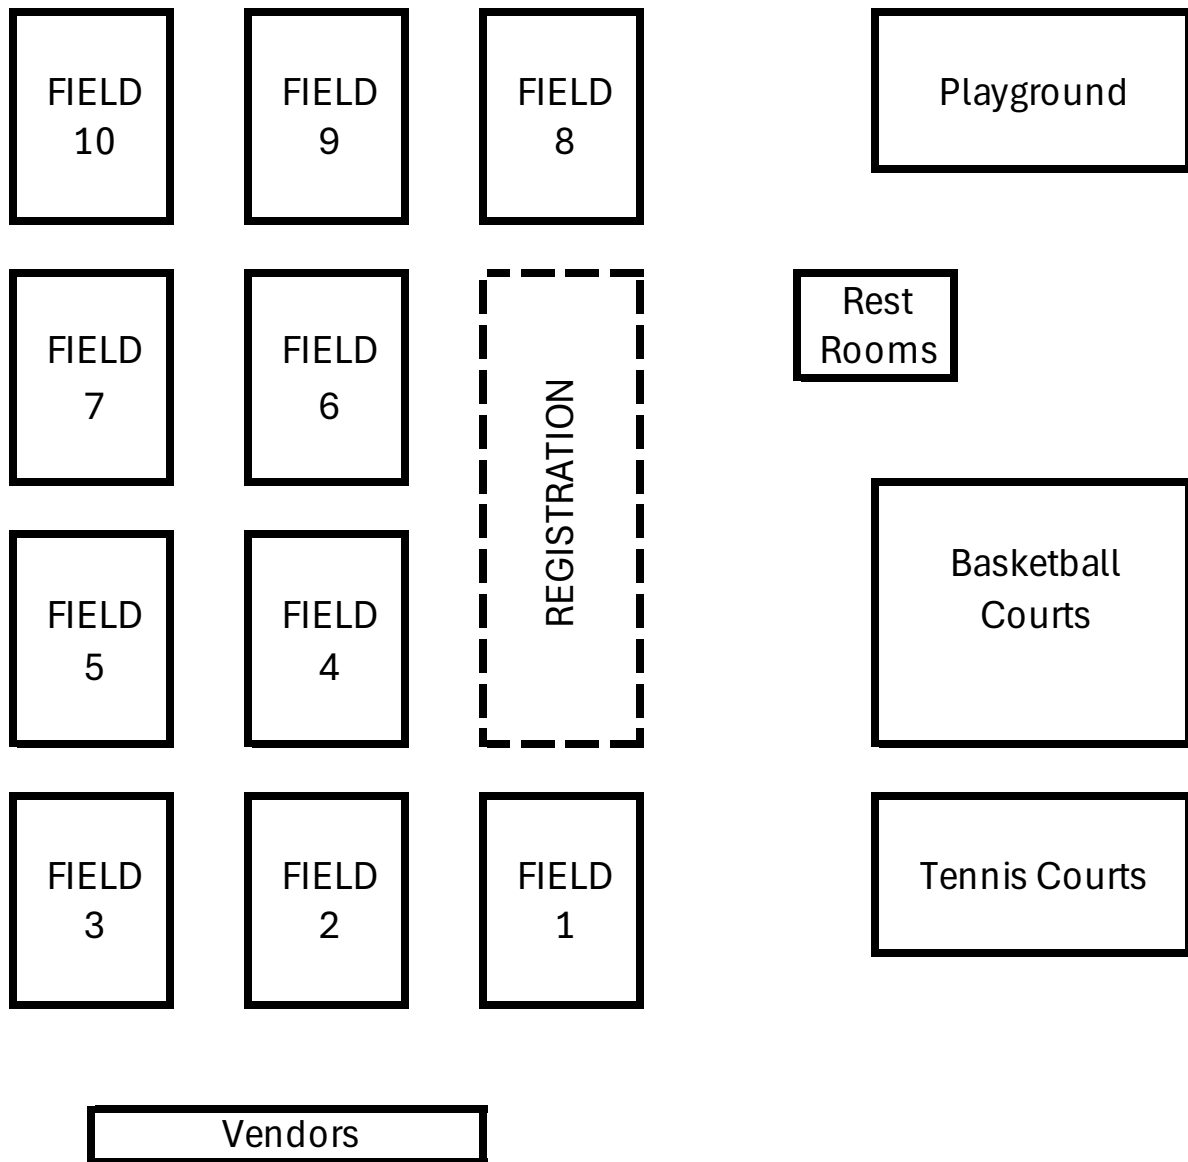 FIELD
10
FIELD
9
FIELD
8
Playground
FIELD
7
FIELD
6
REGISTRATION
Rest
Rooms
FIELD
5
FIELD
4
Basketball
Courts
FIELD
3
FIELD
2
FIELD
1
Tennis Courts
Vendors